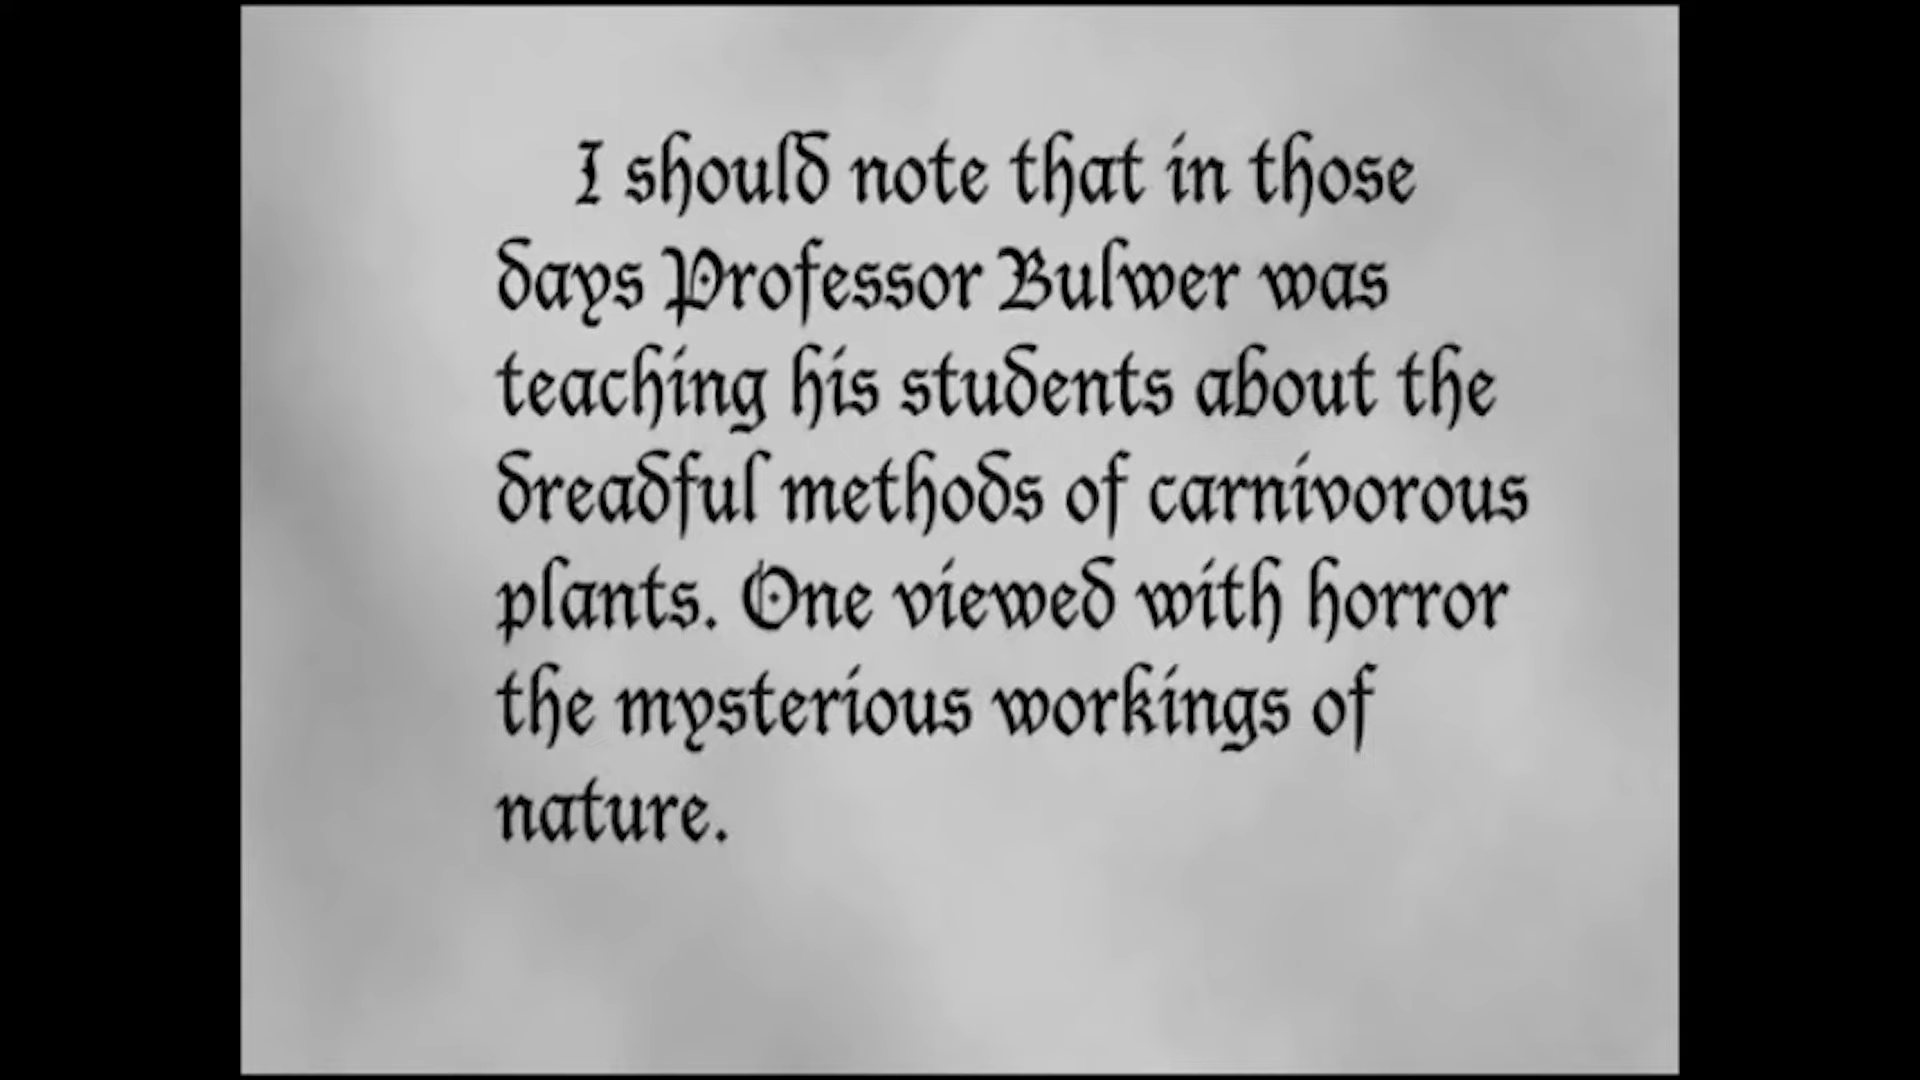 I should note that in those
days Professor Bulwer was
teaching his students about the
dreadful methods of carnivorous
plants. One viewed with horror
the mysterious workings of
nature.